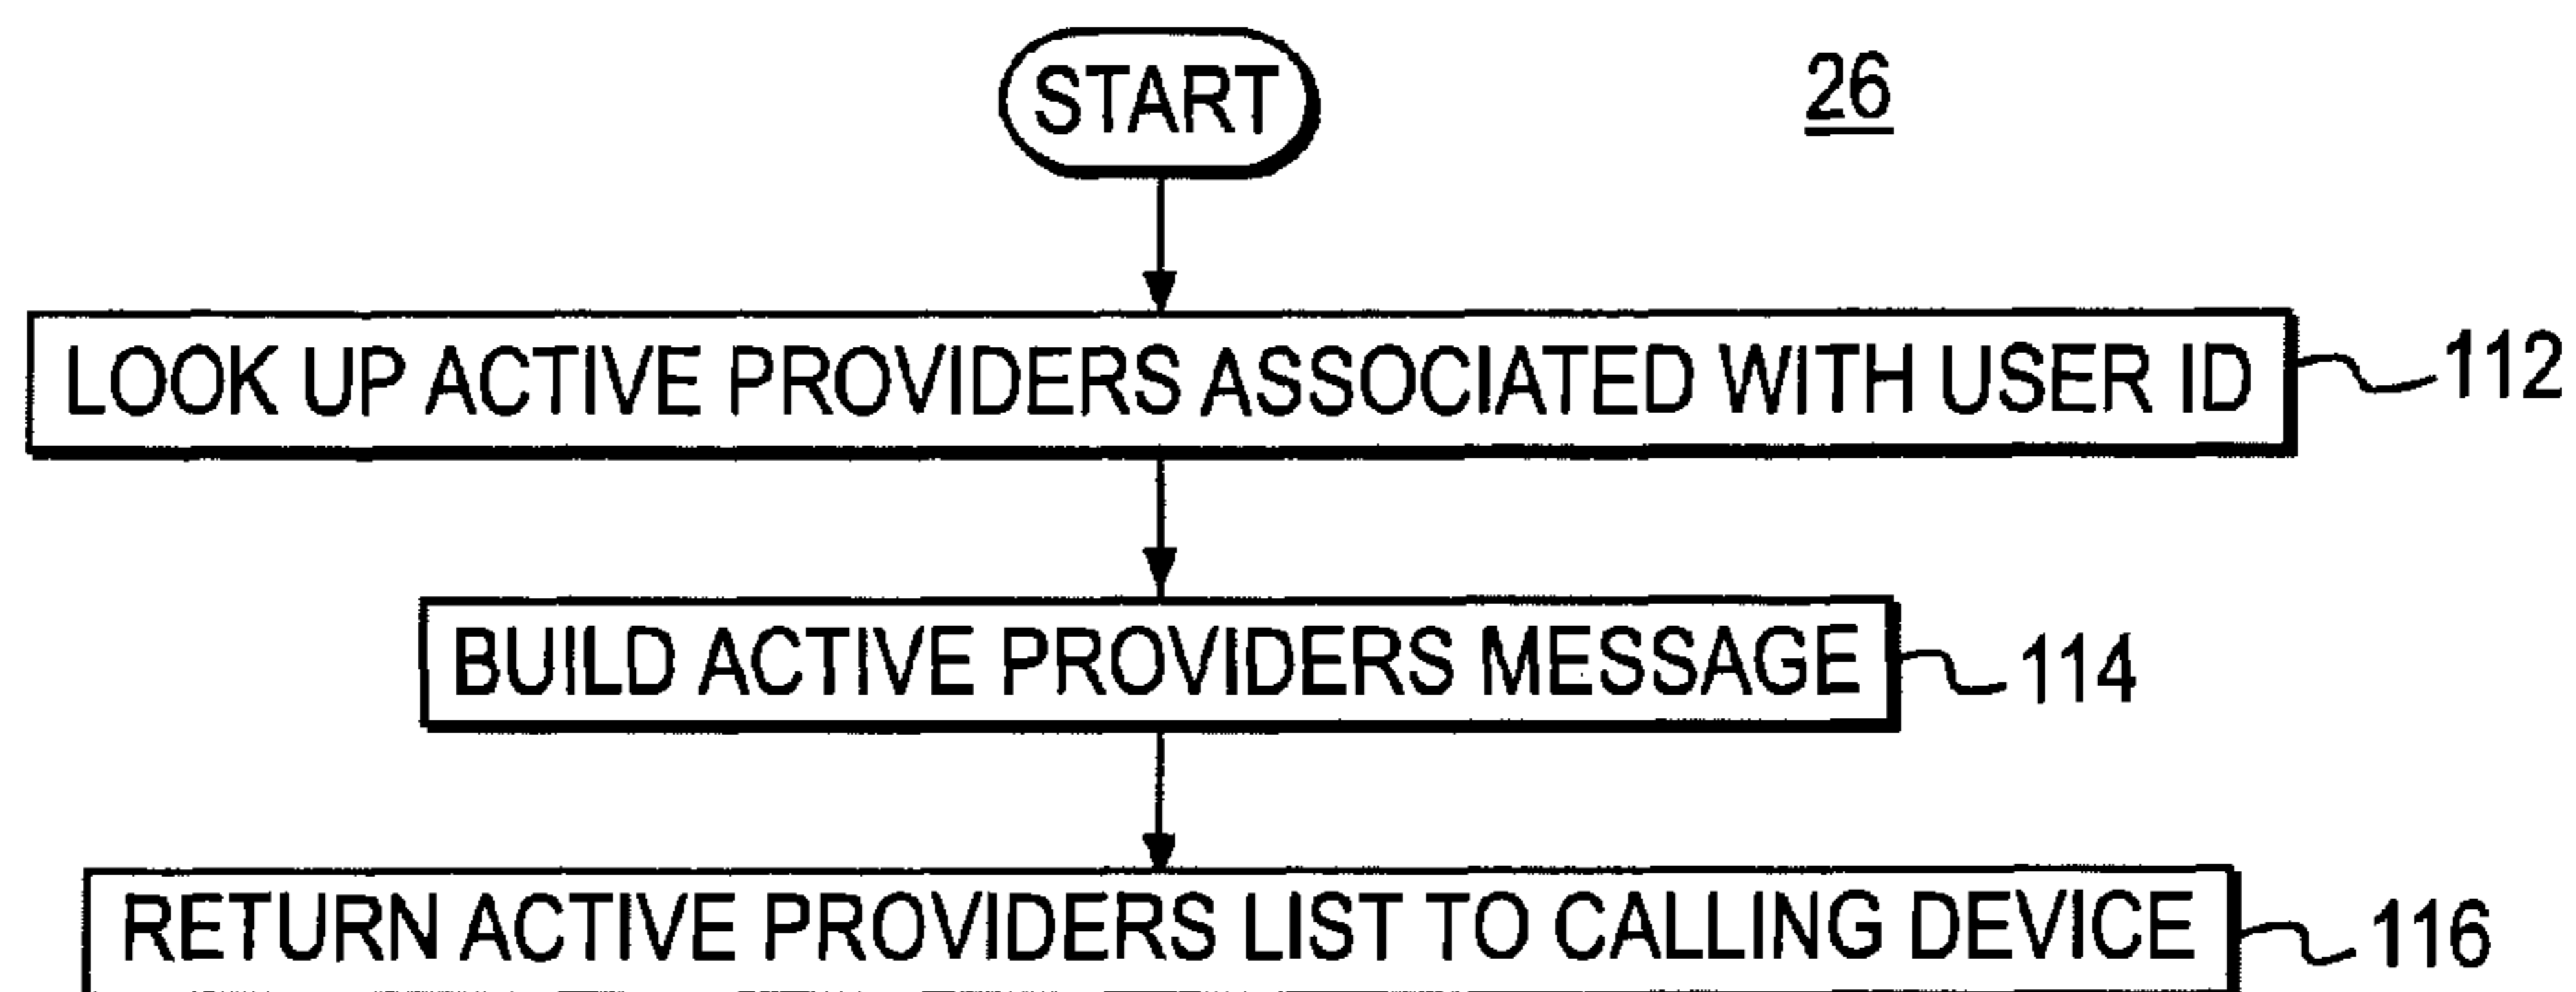 START
26
LOOK UP ACTIVE PROVIDERS ASSOCIATED WITH USER ID
112
BUILD ACTIVE PROVIDERS MESSAGE
114
RETURN ACTIVE PROVIDERS LIST TO CALLING DEVICE
116